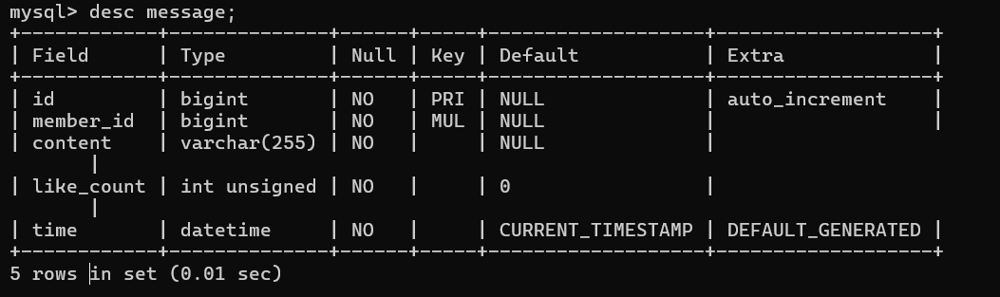 mysql> desc message;
+------------+--------------+------+-----+-------------------+-------------------+
| Field      | Type         | Null | Key | Default           | Extra             |
+------------+--------------+------+-----+-------------------+-------------------+
| id         | bigint       | NO   | PRI | NULL              | auto_increment    |
| member_id  | bigint       | NO   | MUL | NULL              |                   |
| content    | varchar(255) | NO   |     | NULL              |
       |
| like_count | int unsigned | NO   |     | 0                 |
       |
| time       | datetime     | NO   |     | CURRENT_TIMESTAMP | DEFAULT_GENERATED |
+------------+--------------+------+-----+-------------------+-------------------+
5 rows in set (0.01 sec)